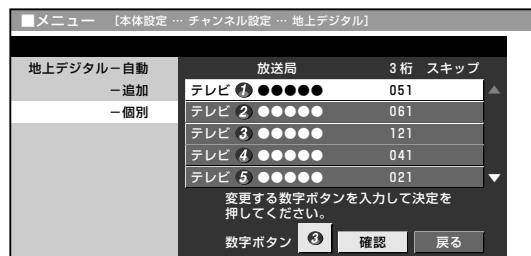 ■メニュー [本体設定 … チャンネル設定 … 地上デジタル]
地上デジタル－自動
－追加
－個別
放送局 3桁 スキップ
テレビ ❶ ●●●●● 051 ▲
テレビ ❷ ●●●●● 061
テレビ ❸ ●●●●● 121
テレビ ❹ ●●●●● 041
テレビ ❺ ●●●●● 021 ▼
変更する数字ボタンを入力して決定を
押してください。
数字ボタン ❸ 確認 戻る